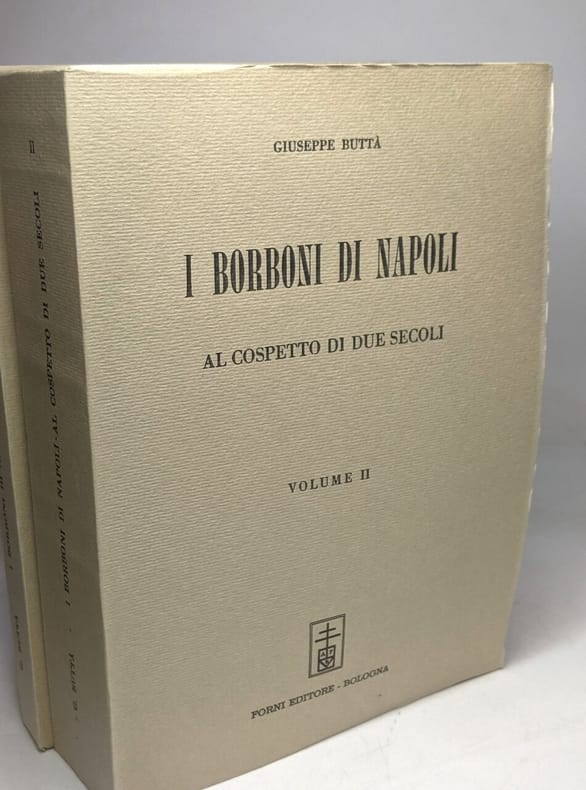 GIUSEPPE BUTTÀ
I BORBONI DI NAPOLI
AL COSPETTO DI DUE SECOLI
VOLUME II
FORNI EDITORE - BOLOGNA
II
G. BUTTÀ - I BORBONI DI NAPOLI - AL COSPETTO DI DUE SECOLI
G. BUTTÀ